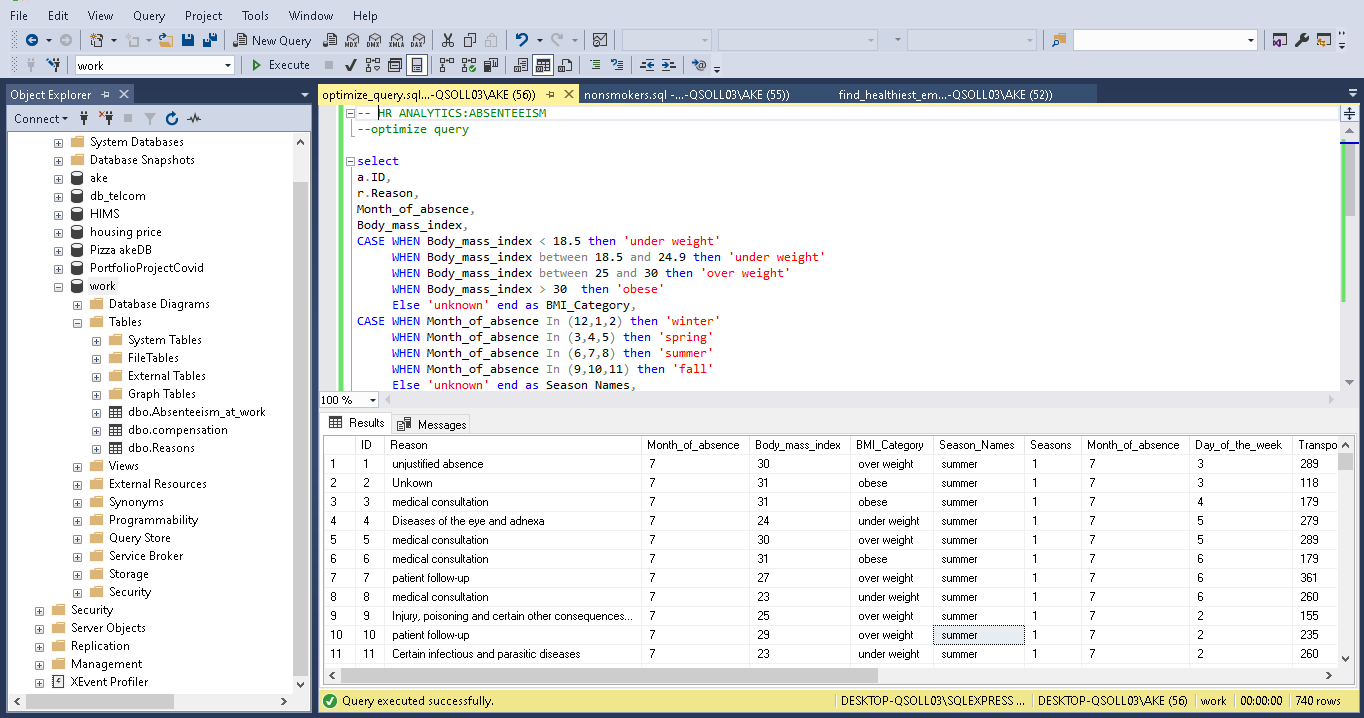 File Edit View Query Project Tools Window Help
New Query MDX DMX XMLA DAX
work Execute
Object Explorer
optimize_query.sql...-QSOLL03\AKE (56)) nonsmokers.sql -...-QSOLL03\AKE (55)) find_healthiest_em...-QSOLL03\AKE (52))
Connect
System Databases
Database Snapshots
ake
db_telcom
HIMS
housing price
Pizza akeDB
PortfolioProjectCovid
work
Database Diagrams
Tables
System Tables
FileTables
External Tables
Graph Tables
dbo.Absenteeism_at_work
dbo.compensation
dbo.Reasons
Views
External Resources
Synonyms
Programmability
Query Store
Service Broker
Storage
Security
Security
Server Objects
Replication
Management
XEvent Profiler
-- HR ANALYTICS:ABSENTEEISM
--optimize query
select
a.ID,
r.Reason,
Month_of_absence,
Body_mass_index,
CASE WHEN Body_mass_index < 18.5 then 'under weight'
WHEN Body_mass_index between 18.5 and 24.9 then 'under weight'
WHEN Body_mass_index between 25 and 30 then 'over weight'
WHEN Body_mass_index > 30 then 'obese'
Else 'unknown' end as BMI_Category,
CASE WHEN Month_of_absence In (12,1,2) then 'winter'
WHEN Month_of_absence In (3,4,5) then 'spring'
WHEN Month_of_absence In (6,7,8) then 'summer'
WHEN Month_of_absence In (9,10,11) then 'fall'
Else 'unknown' end as Season_Names,
100 %
Results Messages
ID Reason Month_of_absence Body_mass_index BMI_Category Season_Names Seasons Month_of_absence Day_of_the_week Transpo
1 1 unjustified absence 7 30 over weight summer 1 7 3 289
2 2 Unkown 7 31 obese summer 1 7 3 118
3 3 medical consultation 7 31 obese summer 1 7 4 179
4 4 Diseases of the eye and adnexa 7 24 under weight summer 1 7 5 279
5 5 medical consultation 7 30 over weight summer 1 7 5 289
6 6 medical consultation 7 31 obese summer 1 7 6 179
7 7 patient follow-up 7 27 over weight summer 1 7 6 361
8 8 medical consultation 7 23 under weight summer 1 7 6 260
9 9 Injury, poisoning and certain other consequences... 7 25 over weight summer 1 7 2 155
10 10 patient follow-up 7 29 over weight summer 1 7 2 235
11 11 Certain infectious and parasitic diseases 7 23 under weight summer 1 7 2 260
Query executed successfully. DESKTOP-QSOLL03\SQLEXPRESS ... DESKTOP-QSOLL03\AKE (56) work 00:00:00 740 rows